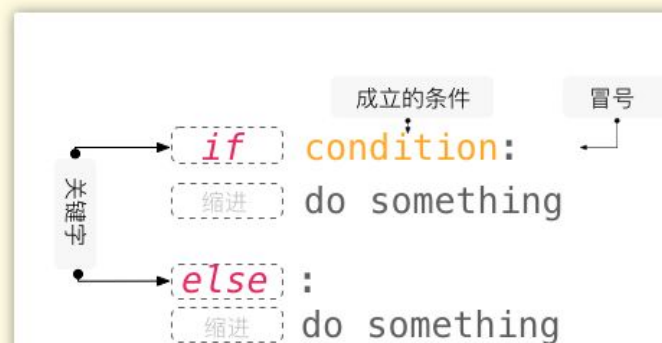 成立的条件 冒号
if condition:
关键字
缩进 do something
else :
缩进 do something